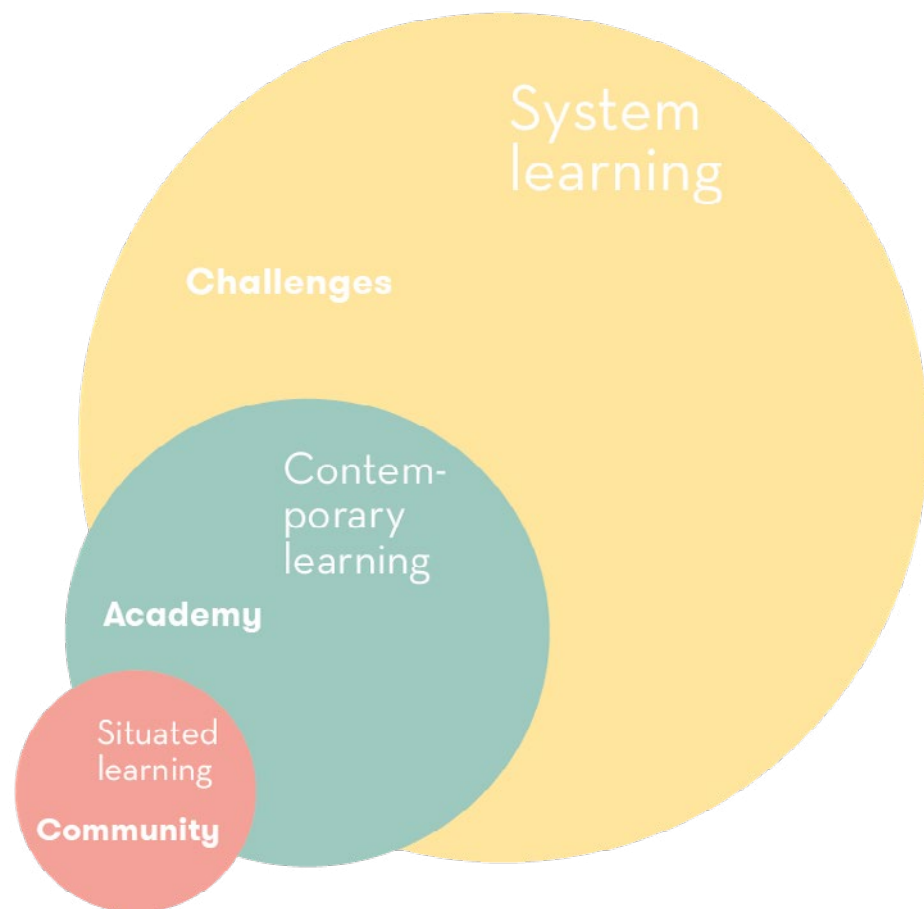 System
learning
Challenges
Contem-
porary
learning
Academy
Situated
learning
Community